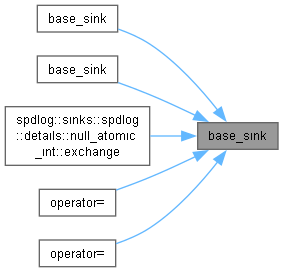 base_sink
base_sink
spdlog::sinks::spdlog
::details::null_atomic
_int::exchange
base_sink
operator=
operator=